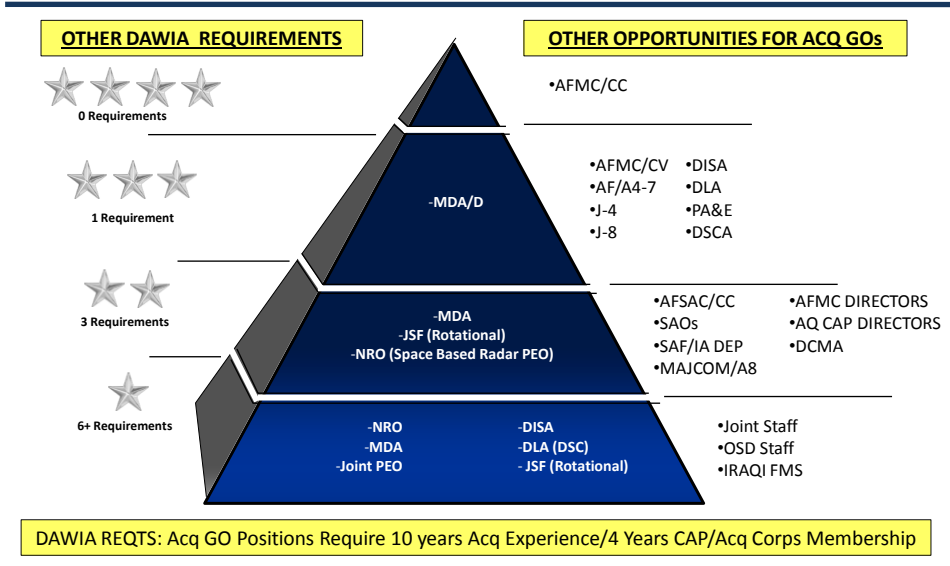 OTHER DAWIA REQUIREMENTS
OTHER OPPORTUNITIES FOR ACQ GOs
0 Requirements
•AFMC/CC
1 Requirement
-MDA/D
•AFMC/CV •DISA
•AF/A4-7 •DLA
•J-4 •PA&E
•J-8 •DSCA
3 Requirements
-MDA
-JSF (Rotational)
-NRO (Space Based Radar PEO)
•AFSAC/CC •AFMC DIRECTORS
•SAOs •AQ CAP DIRECTORS
•SAF/IA DEP •DCMA
•MAJCOM/A8
6+ Requirements
-NRO -DISA
-MDA -DLA (DSC)
-Joint PEO - JSF (Rotational)
•Joint Staff
•OSD Staff
•IRAQI FMS
DAWIA REQTS: Acq GO Positions Require 10 years Acq Experience/4 Years CAP/Acq Corps Membership